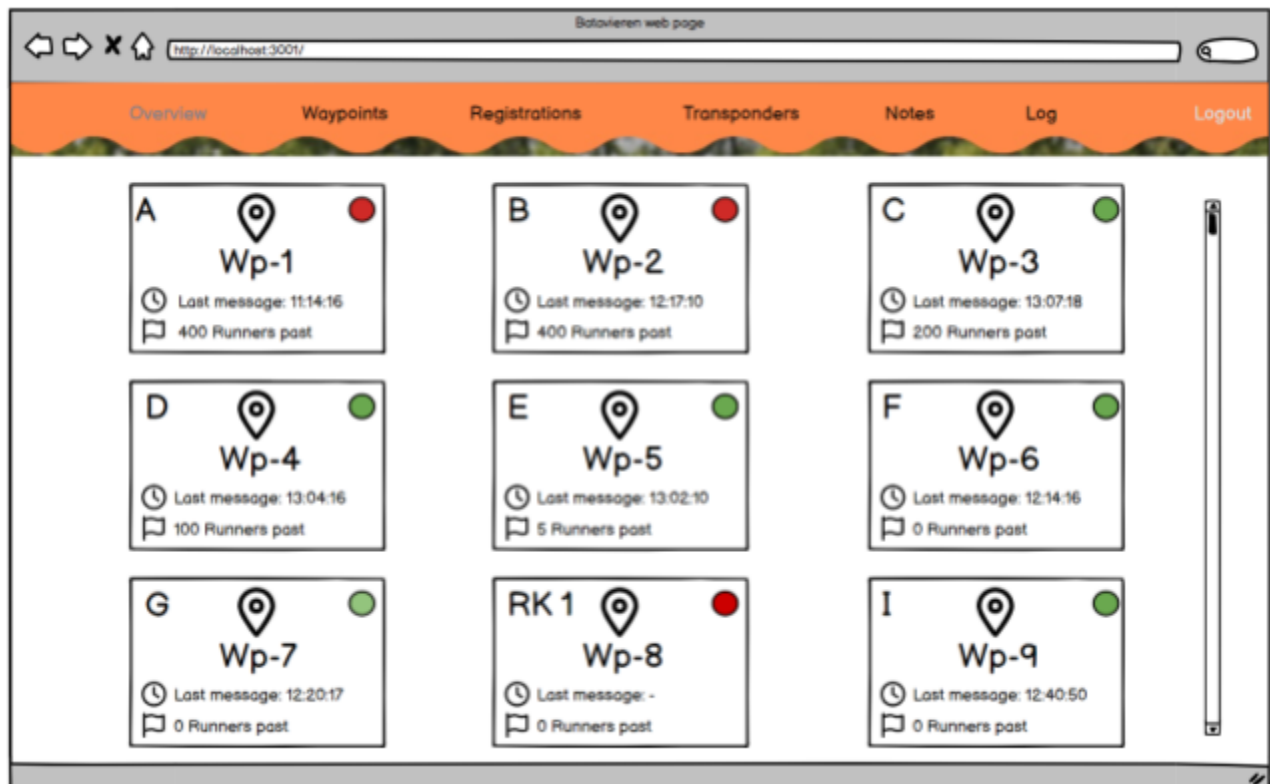 Batavieren web page
http://localhost:3001/
Overview Waypoints Registrations Transponders Notes Log Logout
A
Wp-1
Last message: 11:14:16
400 Runners past
B
Wp-2
Last message: 12:17:10
400 Runners past
C
Wp-3
Last message: 13:07:18
200 Runners past
D
Wp-4
Last message: 13:04:16
100 Runners past
E
Wp-5
Last message: 13:02:10
5 Runners past
F
Wp-6
Last message: 12:14:16
0 Runners past
G
Wp-7
Last message: 12:20:17
0 Runners past
RK 1
Wp-8
Last message: -
0 Runners past
I
Wp-9
Last message: 12:40:50
0 Runners past